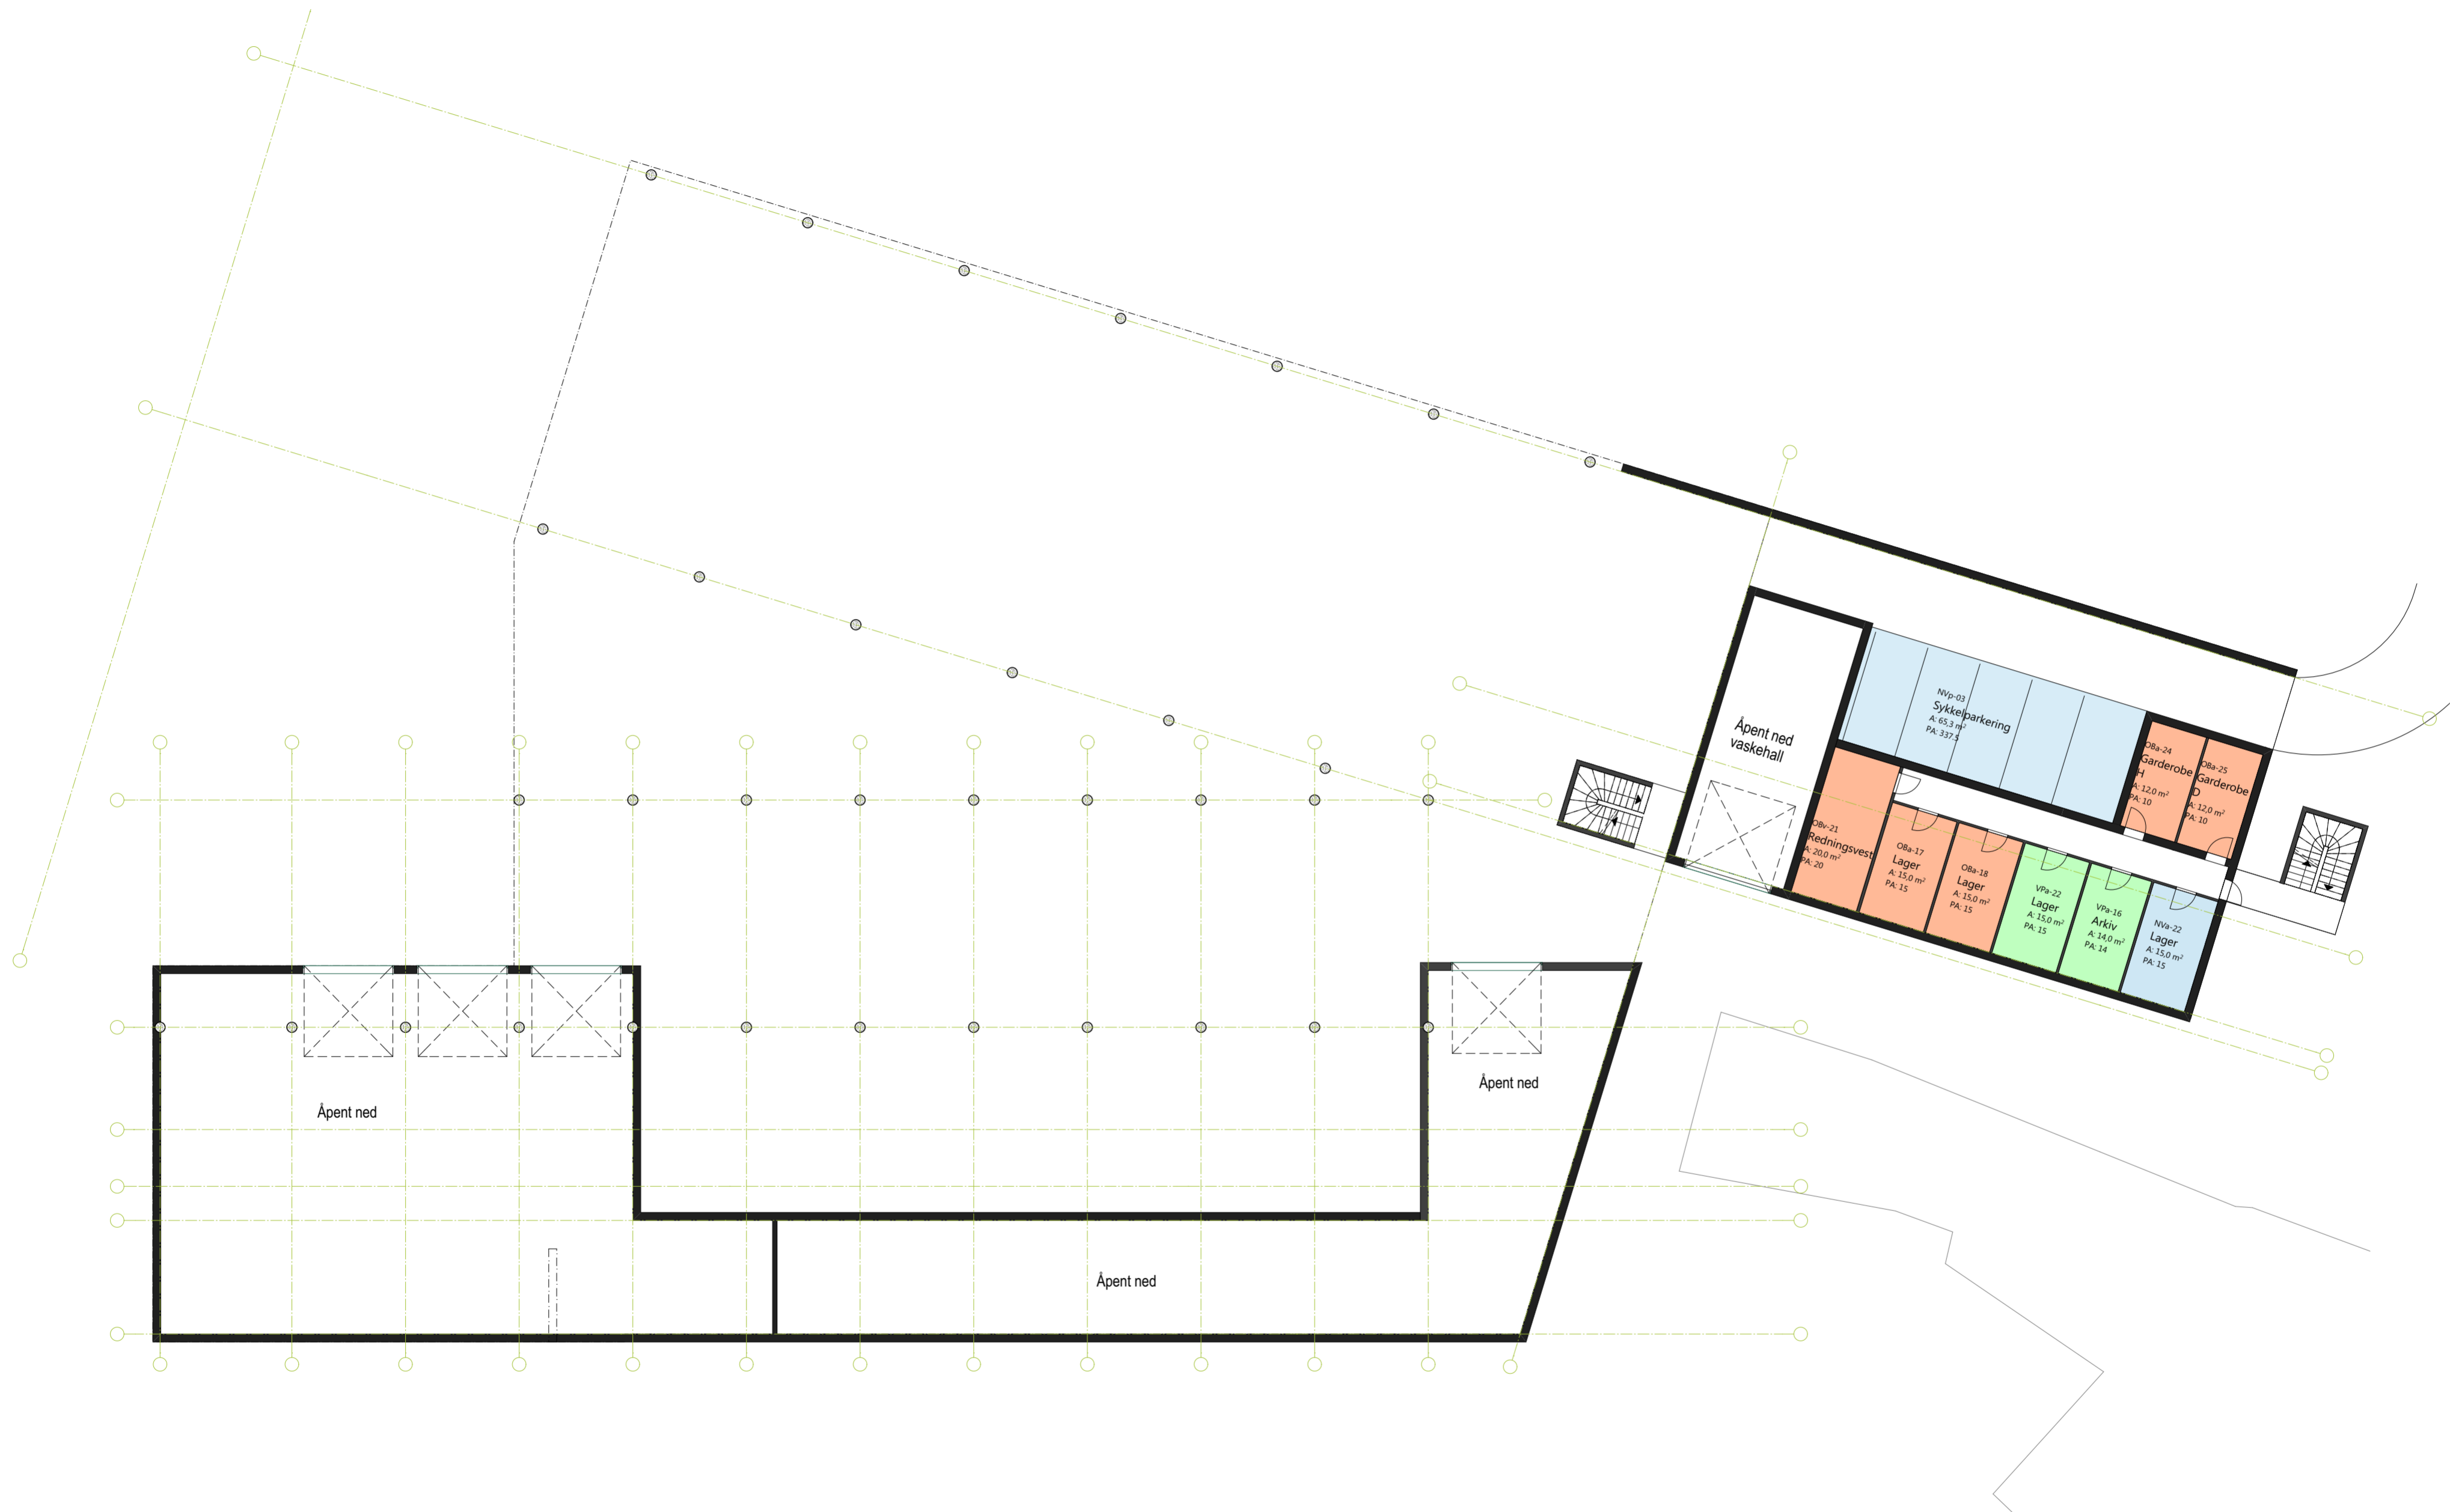 NVp-03
Sykkelparkering
A: 65,3 m²
PA: 337.5
Åpent ned
vaskehall
OBa-24
Garderobe
H
A: 12,0 m²
PA: 10
OBa-25
Garderobe
D
A: 12,0 m²
PA: 10
OBv-21
Redningsvest
A: 20,0 m²
PA: 20
OBa-17
Lager
A: 15,0 m²
PA: 15
OBa-18
Lager
A: 15,0 m²
PA: 15
VPa-22
Lager
A: 15,0 m²
PA: 15
VPa-16
Arkiv
A: 14,0 m²
PA: 14
NVa-22
Lager
A: 15,0 m²
PA: 15
Åpent ned
Åpent ned
Åpent ned